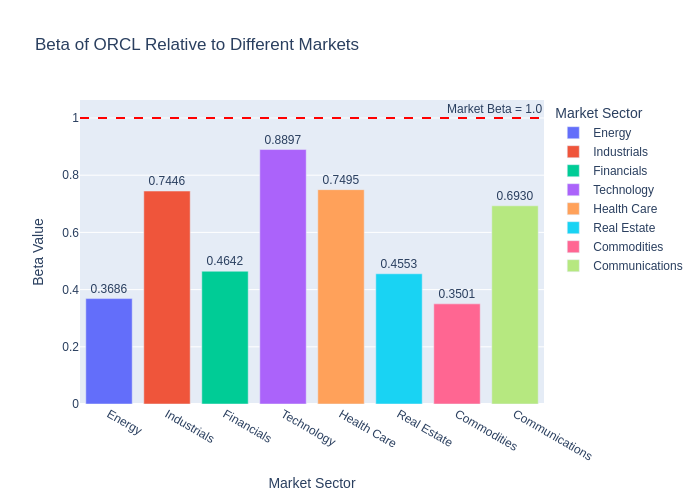 Beta of ORCL Relative to Different Markets
Market Beta = 1.0
Market Sector
Energy
Industrials
Financials
Technology
Health Care
Real Estate
Commodities
Communications
Beta Value
1
0.8
0.6
0.4
0.2
0
0.3686
0.7446
0.4642
0.8897
0.7495
0.4553
0.3501
0.6930
Energy
Industrials
Financials
Technology
Health Care
Real Estate
Commodities
Communications
Market Sector